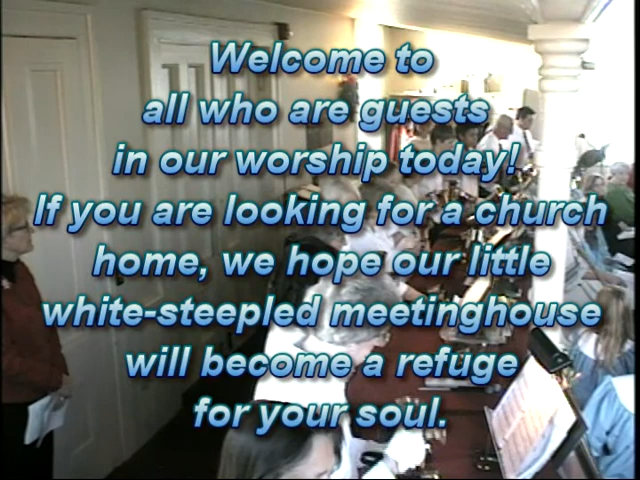 Welcome to
all who are guests
in our worship today!
If you are looking for a church
home, we hope our little
white-steepled meetinghouse
will become a refuge
for your soul.